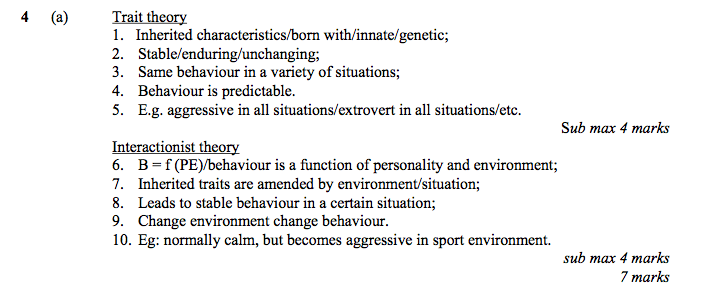 4 (a) Trait theory
1. Inherited characteristics/born with/innate/genetic;
2. Stable/enduring/unchanging;
3. Same behaviour in a variety of situations;
4. Behaviour is predictable.
5. E.g. aggressive in all situations/extrovert in all situations/etc.
Sub max 4 marks
Interactionist theory
6. B = f (PE)/behaviour is a function of personality and environment;
7. Inherited traits are amended by environment/situation;
8. Leads to stable behaviour in a certain situation;
9. Change environment change behaviour.
10. Eg: normally calm, but becomes aggressive in sport environment.
sub max 4 marks
7 marks